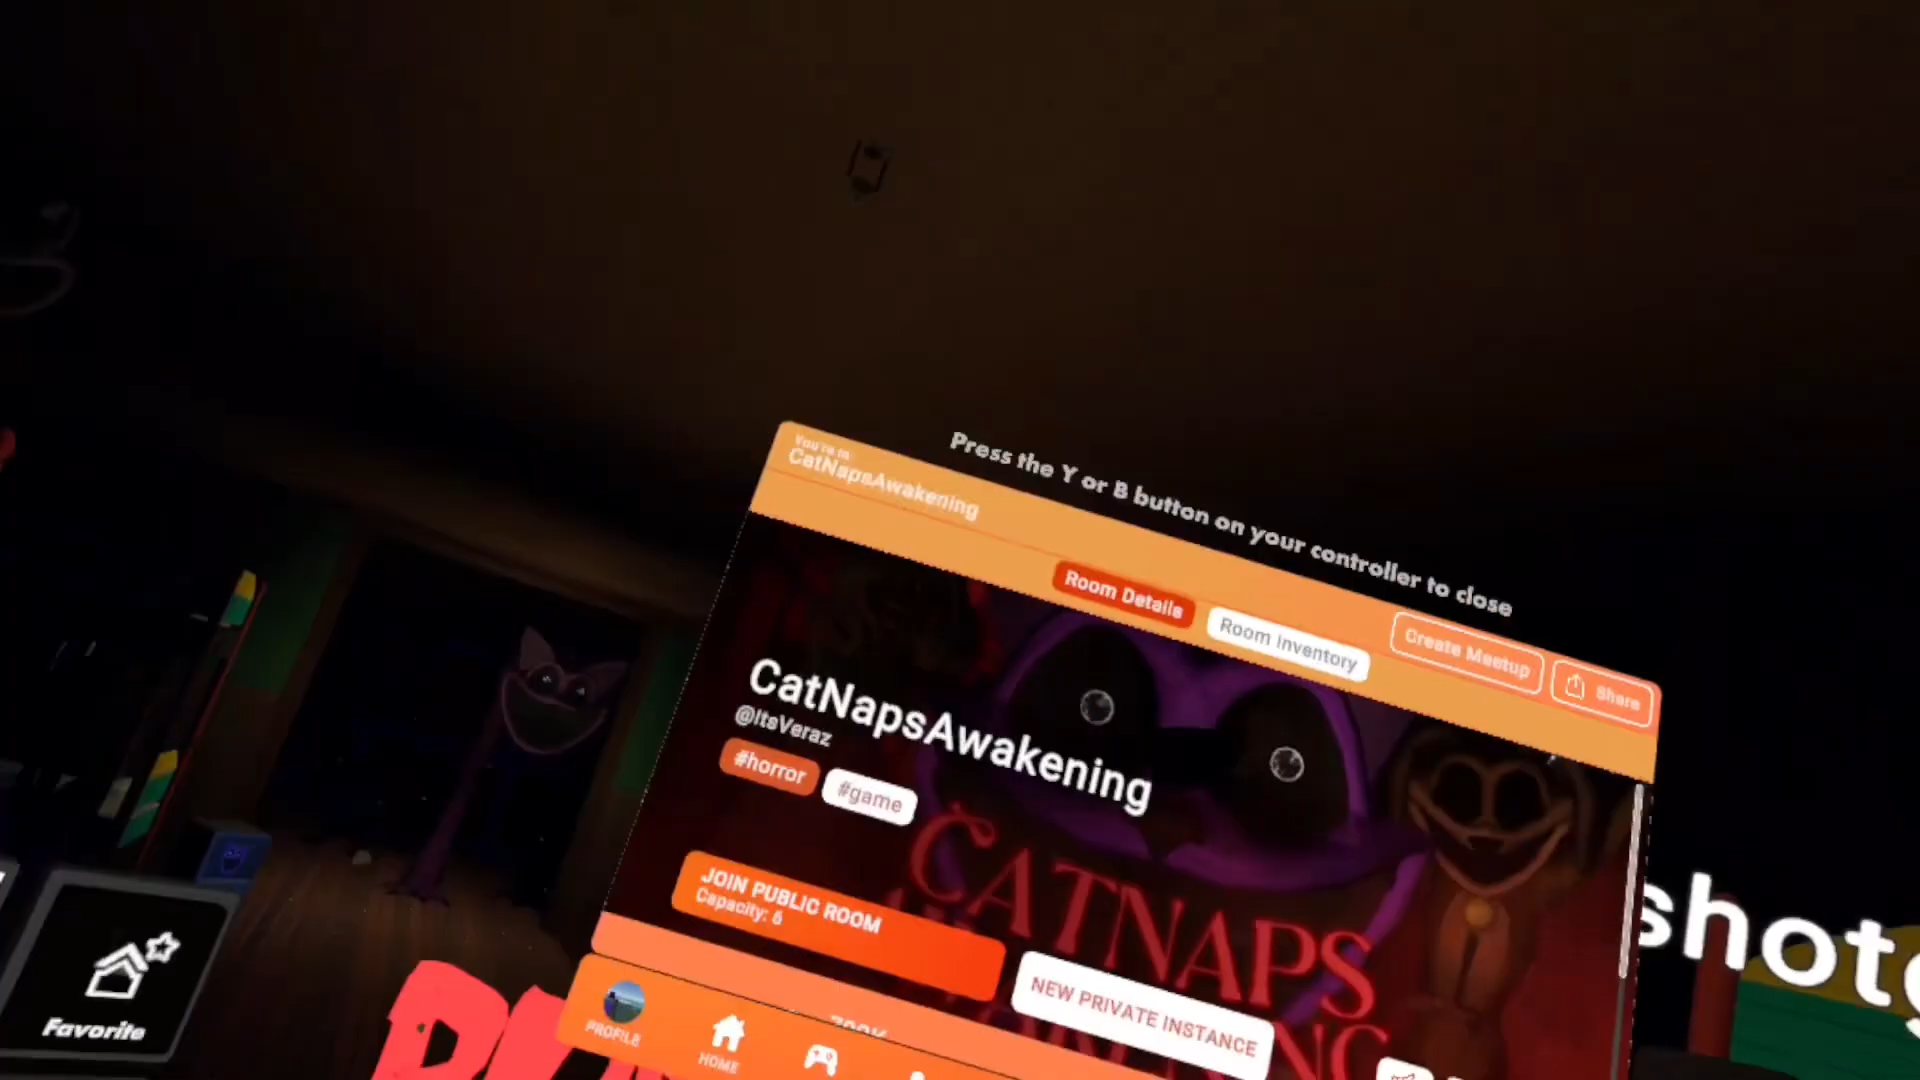 Press the Y or B button on your controller to close
You're in
CatNapsAwakening
Room Details
Room Inventory
Create Meetup
Share
CatNapsAwakening
@ItsVeraz
#horror
#game
JOIN PUBLIC ROOM
Capacity: 6
CATNAPS
NEW PRIVATE INSTANCE
PROFILE
HOME
Favorite